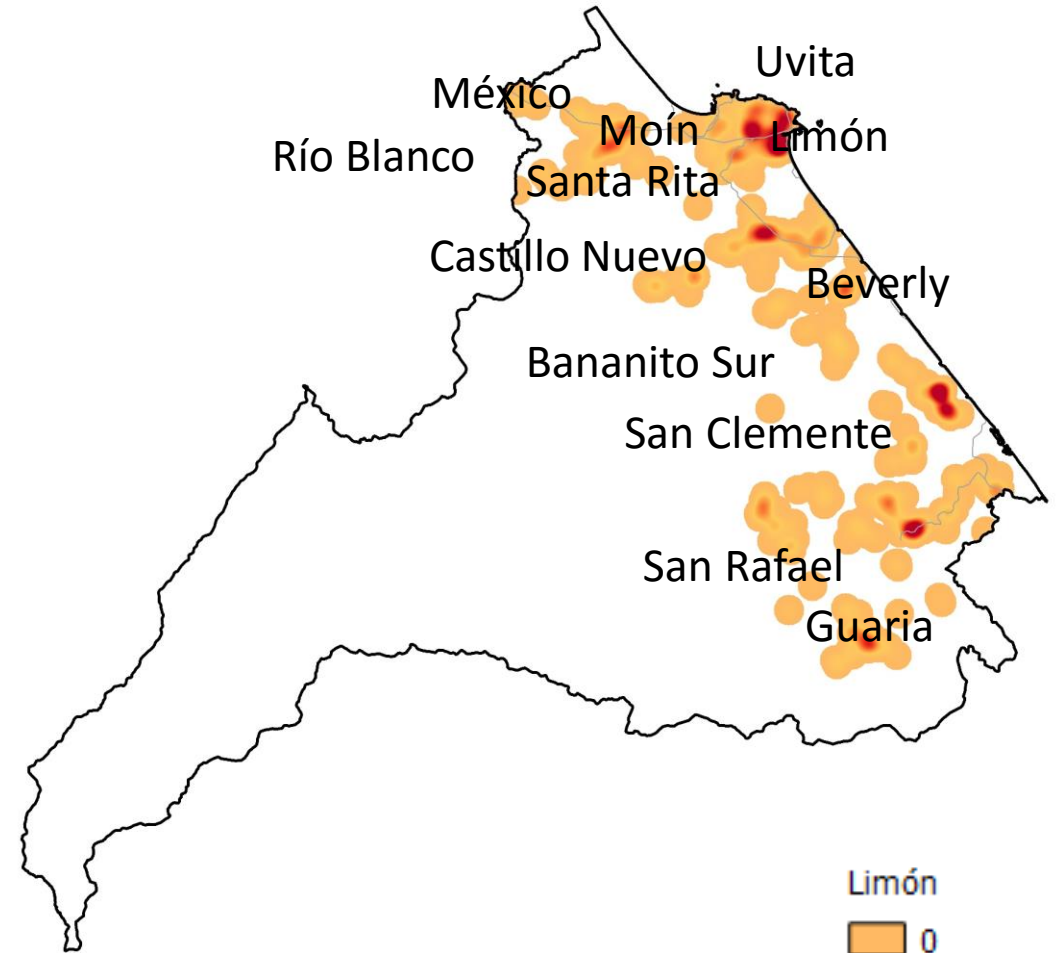 Uvita
México
Moín
Limón
Río Blanco
Santa Rita
Castillo Nuevo
Beverly
Bananito Sur
San Clemente
San Rafael
Guaria
Limón
0